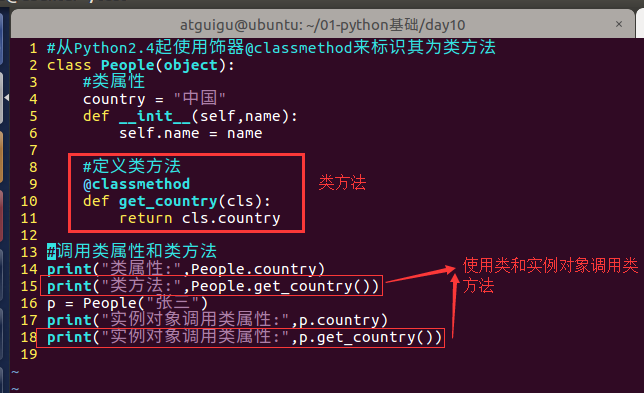 atguigu@ubuntu: ~/01-python基础/day10
1 #从Python2.4起使用饰器@classmethod来标识其为类方法
2 class People(object):
3 #类属性
4 country = "中国"
5 def __init__(self,name):
6 self.name = name
7
8 #定义类方法
9 @classmethod
10 def get_country(cls):
11 return cls.country
12
13 #调用类属性和类方法
14 print("类属性:",People.country)
15 print("类方法:",People.get_country())
16 p = People("张三")
17 print("实例对象调用类属性:",p.country)
18 print("实例对象调用类属性:",p.get_country())
19
~
~
类方法
使用类和实例对象调用类
方法